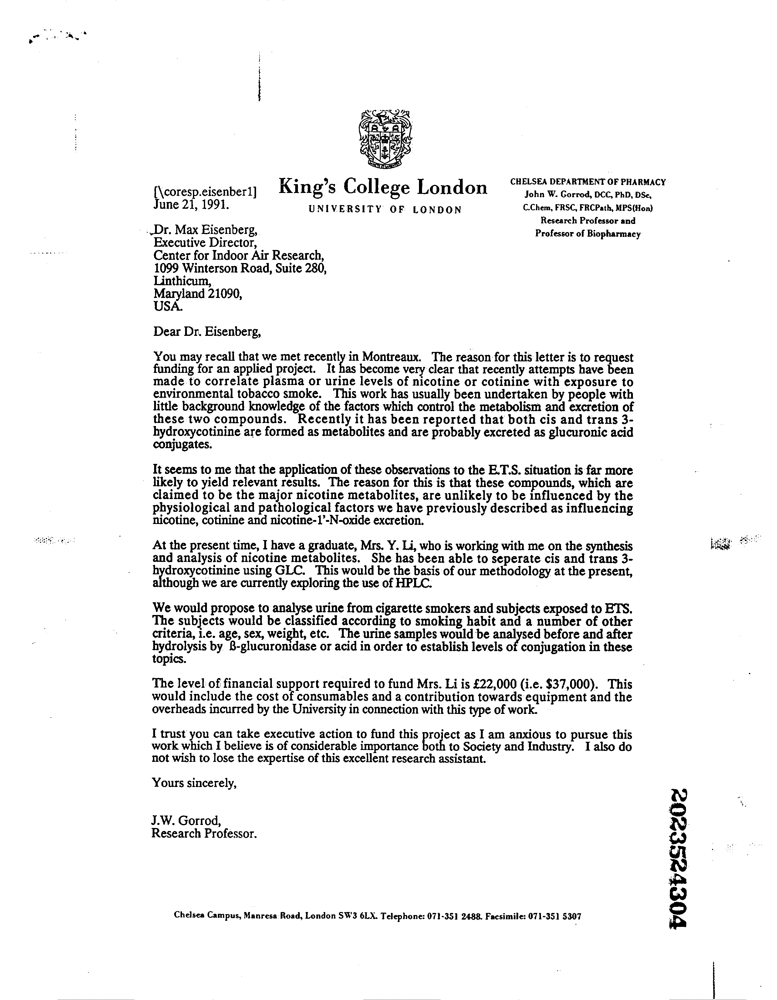 King's College London
UNIVERSITY OF LONDON
CHELSEA DEPARTMENT OF PHARMACY
John W. Gorrod, DCC, PhD, DSc,
C.Chem, FRSC, FRCPath, MPS(Hon)
Research Professor and
Professor of Biopharmacy
[\coresp.eisenber1]
June 21, 1991.
Dr. Max Eisenberg,
Executive Director,
Center for Indoor Air Research,
1099 Winterson Road, Suite 280,
Linthicum,
Maryland 21090,
USA.
Dear Dr. Eisenberg,
You may recall that we met recently in Montreaux. The reason for this letter is to request
funding for an applied project. It has become very clear that recently attempts have been
made to correlate plasma or urine levels of nicotine or cotinine with exposure to
environmental tobacco smoke. This work has usually been undertaken by people with
little background knowledge of the factors which control the metabolism and excretion of
these two compounds. Recently it has been reported that both cis and trans 3-
hydroxycotinine are formed as metabolites and are probably excreted as glucuronic acid
conjugates.
It seems to me that the application of these observations to the E.T.S. situation is far more
likely to yield relevant results. The reason for this is that these compounds, which are
claimed to be the major nicotine metabolites, are unlikely to be influenced by the
physiological and pathological factors we have previously described as influencing
nicotine, cotinine and nicotine-1'-N-oxide excretion.
At the present time, I have a graduate, Mrs. Y. Li, who is working with me on the synthesis
and analysis of nicotine metabolites. She has been able to seperate cis and trans 3-
hydroxycotinine using GLC. This would be the basis of our methodology at the present,
although we are currently exploring the use of HPLC.
We would propose to analyse urine from cigarette smokers and subjects exposed to ETS.
The subjects would be classified according to smoking habit and a number of other
criteria, i.e. age, sex, weight, etc. The urine samples would be analysed before and after
hydrolysis by ß-glucuronidase or acid in order to establish levels of conjugation in these
topics.
The level of financial support required to fund Mrs. Li is £22,000 (i.e. $37,000). This
would include the cost of consumables and a contribution towards equipment and the
overheads incurred by the University in connection with this type of work.
I trust you can take executive action to fund this project as I am anxious to pursue this
work which I believe is of considerable importance both to Society and Industry. I also do
not wish to lose the expertise of this excellent research assistant.
Yours sincerely,
J.W. Gorrod,
Research Professor.
Chelsea Campus, Manresa Road, London SW3 6LX. Telephone: 071-351 2488. Facsimile: 071-351 5307
2023524304